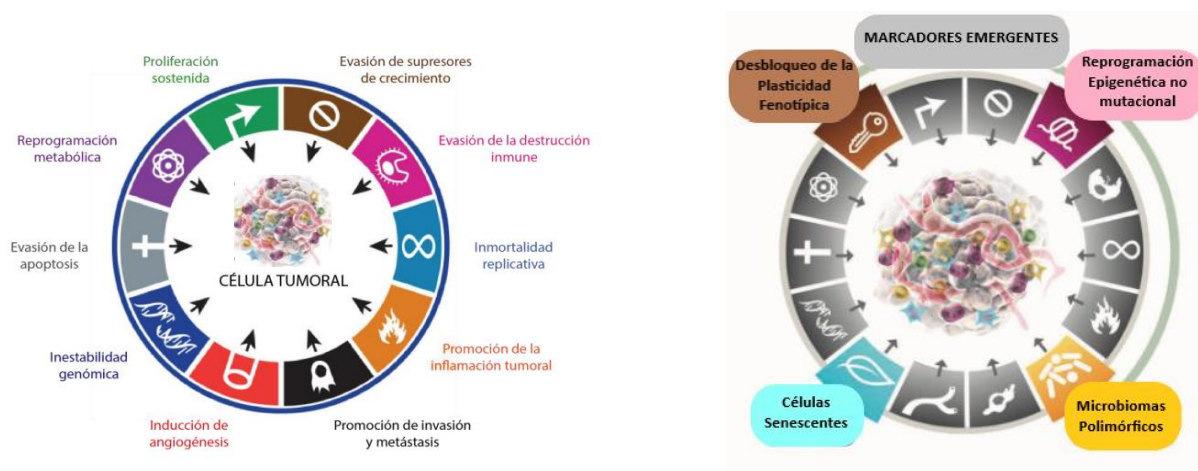 Proliferación
sostenida
Evasión de supresores
de crecimiento
Reprogramación
metabólica
Evasión de la destrucción
inmune
Evasión de la
apoptosis
Inmortalidad
replicativa
CÉLULA TUMORAL
Inestabilidad
genómica
Promoción de la
inflamación tumoral
Inducción de
angiogénesis
Promoción de invasión
y metástasis
MARCADORES EMERGENTES
Desbloqueo de la
Plasticidad
Fenotípica
Reprogramación
Epigenética no
mutacional
Células
Senescentes
Microbiomas
Polimórficos